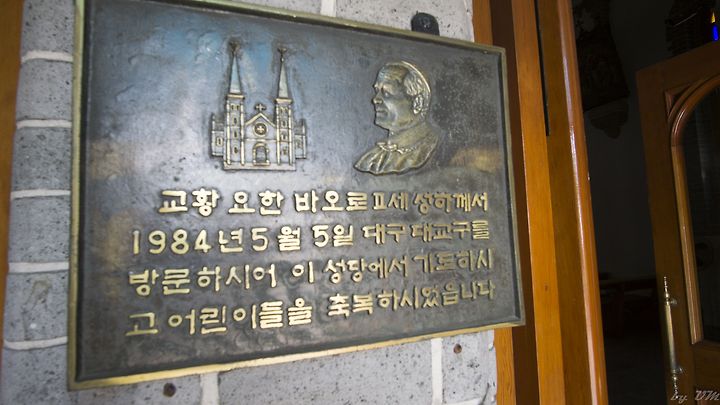 교황 요한 바오로 II세 성하께서
1984년 5월 5일 대구대교구를
방문하시어 이 성당에서 기도하시
고 어린이들을 축복하시었읍니다
by.